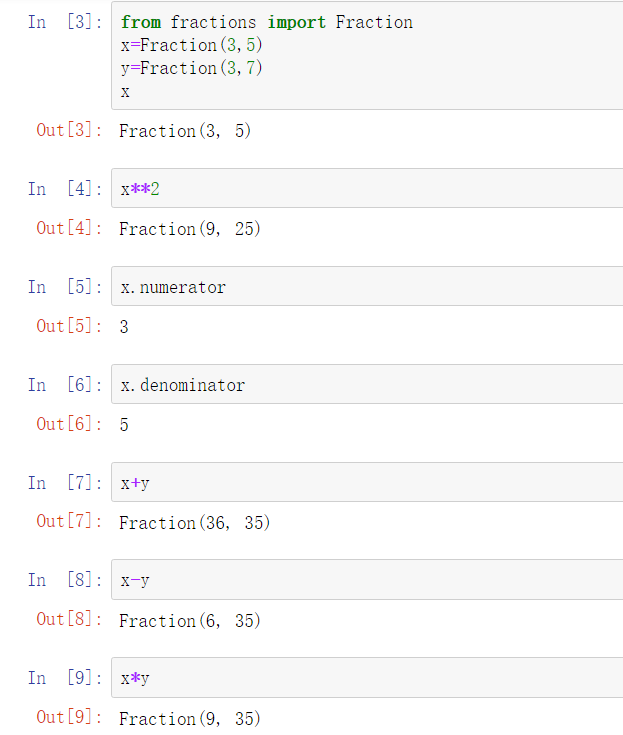 In [3]: from fractions import Fraction
x=Fraction(3,5)
y=Fraction(3,7)
x
Out[3]: Fraction(3, 5)
In [4]: x**2
Out[4]: Fraction(9, 25)
In [5]: x.numerator
Out[5]: 3
In [6]: x.denominator
Out[6]: 5
In [7]: x+y
Out[7]: Fraction(36, 35)
In [8]: x-y
Out[8]: Fraction(6, 35)
In [9]: x*y
Out[9]: Fraction(9, 35)